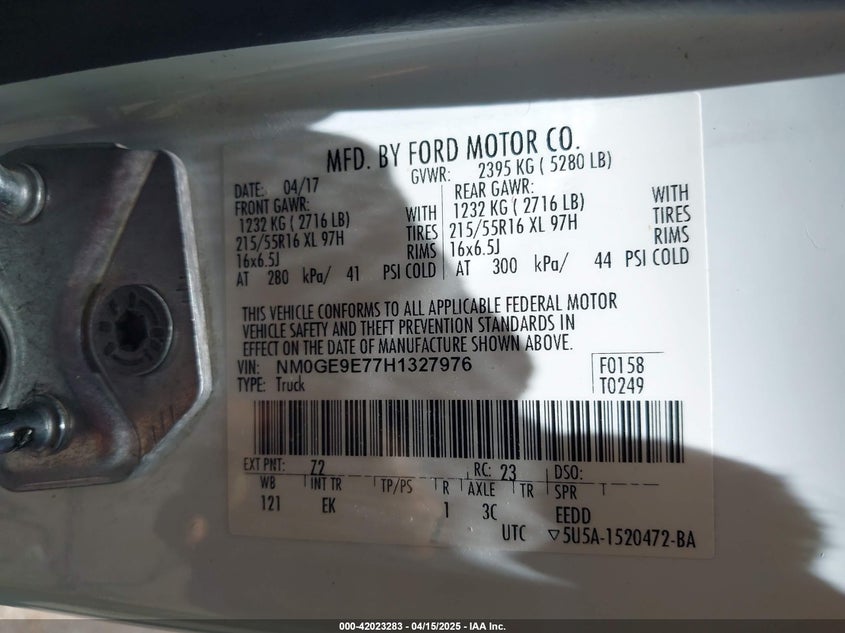 MFD. BY FORD MOTOR CO.
DATE: 04/17
GVWR: 2395 KG ( 5280 LB)
FRONT GAWR:
1232 KG ( 2716 LB)
215/55R16 XL 97H
16x6.5J
WITH
TIRES
RIMS
AT 280 kPa/ 41 PSI COLD
REAR GAWR:
1232 KG ( 2716 LB)
215/55R16 XL 97H
16x6.5J
WITH
TIRES
RIMS
AT 300 kPa/ 44 PSI COLD
THIS VEHICLE CONFORMS TO ALL APPLICABLE FEDERAL MOTOR
VEHICLE SAFETY AND THEFT PREVENTION STANDARDS IN
EFFECT ON THE DATE OF MANUFACTURE SHOWN ABOVE.
VIN: NM0GE9E77H1327976
TYPE: Truck
F0158
T0249
EXT PNT: Z2 RC: 23 DSO:
WB INT TR TP/PS R AXLE TR SPR T
121 EK 1 3C EEDD
UTC ▽5U5A-1520472-BA
000-42023283 - 04/15/2025 - IAA Inc.